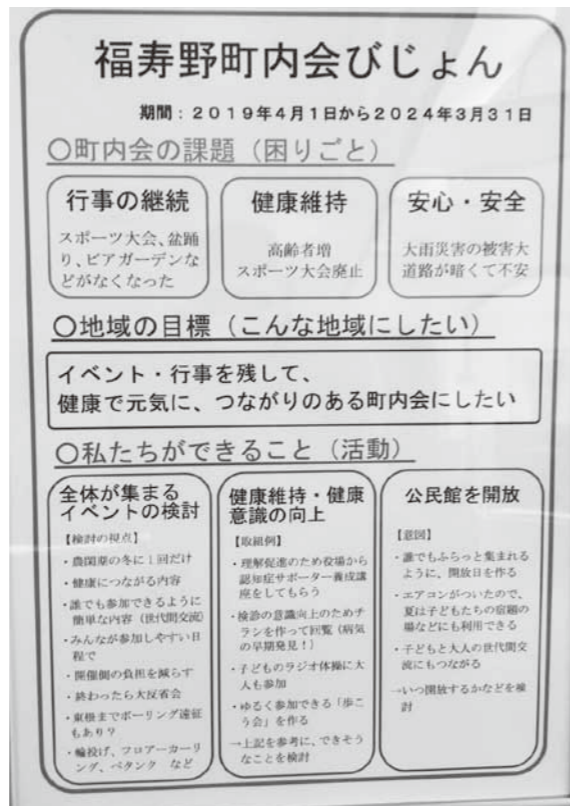 福寿野町内会びじょん
期間：２０１９年４月１日から２０２４年３月３１日
〇町内会の課題（困りごと）
行事の継続
スポーツ大会、盆踊
り、ビアガーデンな
どがなくなった
健康維持
高齢者増
スポーツ大会廃止
安心・安全
大雨災害の被害大
道路が暗くて不安
〇地域の目標（こんな地域にしたい）
イベント・行事を残して、
健康で元気に、つながりのある町内会にしたい
〇私たちができること（活動）
全体が集まる
イベントの検討
【検討の視点】
・農閑期の冬に１回だけ
・健康につながる内容
・誰でも参加できるように
簡単な内容（世代間交流）
・みんなが参加しやすい日
程で
・開催側の負担を減らす
・終わったら大反省会
・東根までボーリング遠征
もあり？
・輪投げ、フロアーカーリ
ング、ペタンク など
健康維持・健康
意識の向上
【取組例】
・理解促進のため役場から
認知症サポーター養成講
座をしてもらう
・検診の意識向上のためチ
ランを作って回覧（病気
の早期発見！）
・子どものラジオ体操に大
人も参加
・ゆるく参加できる「歩こ
う会」を作る
→上記を参考に、できそう
なことを検討
公民館を開放
【意図】
・誰でもふらっと集まれる
ように、開放日を作る
・エアコンがついたので、
夏は子どもたちの宿題の
場などにも利用できる
・子どもと大人の世代間交
流にもつながる
→いつ開放するかなどを検
討